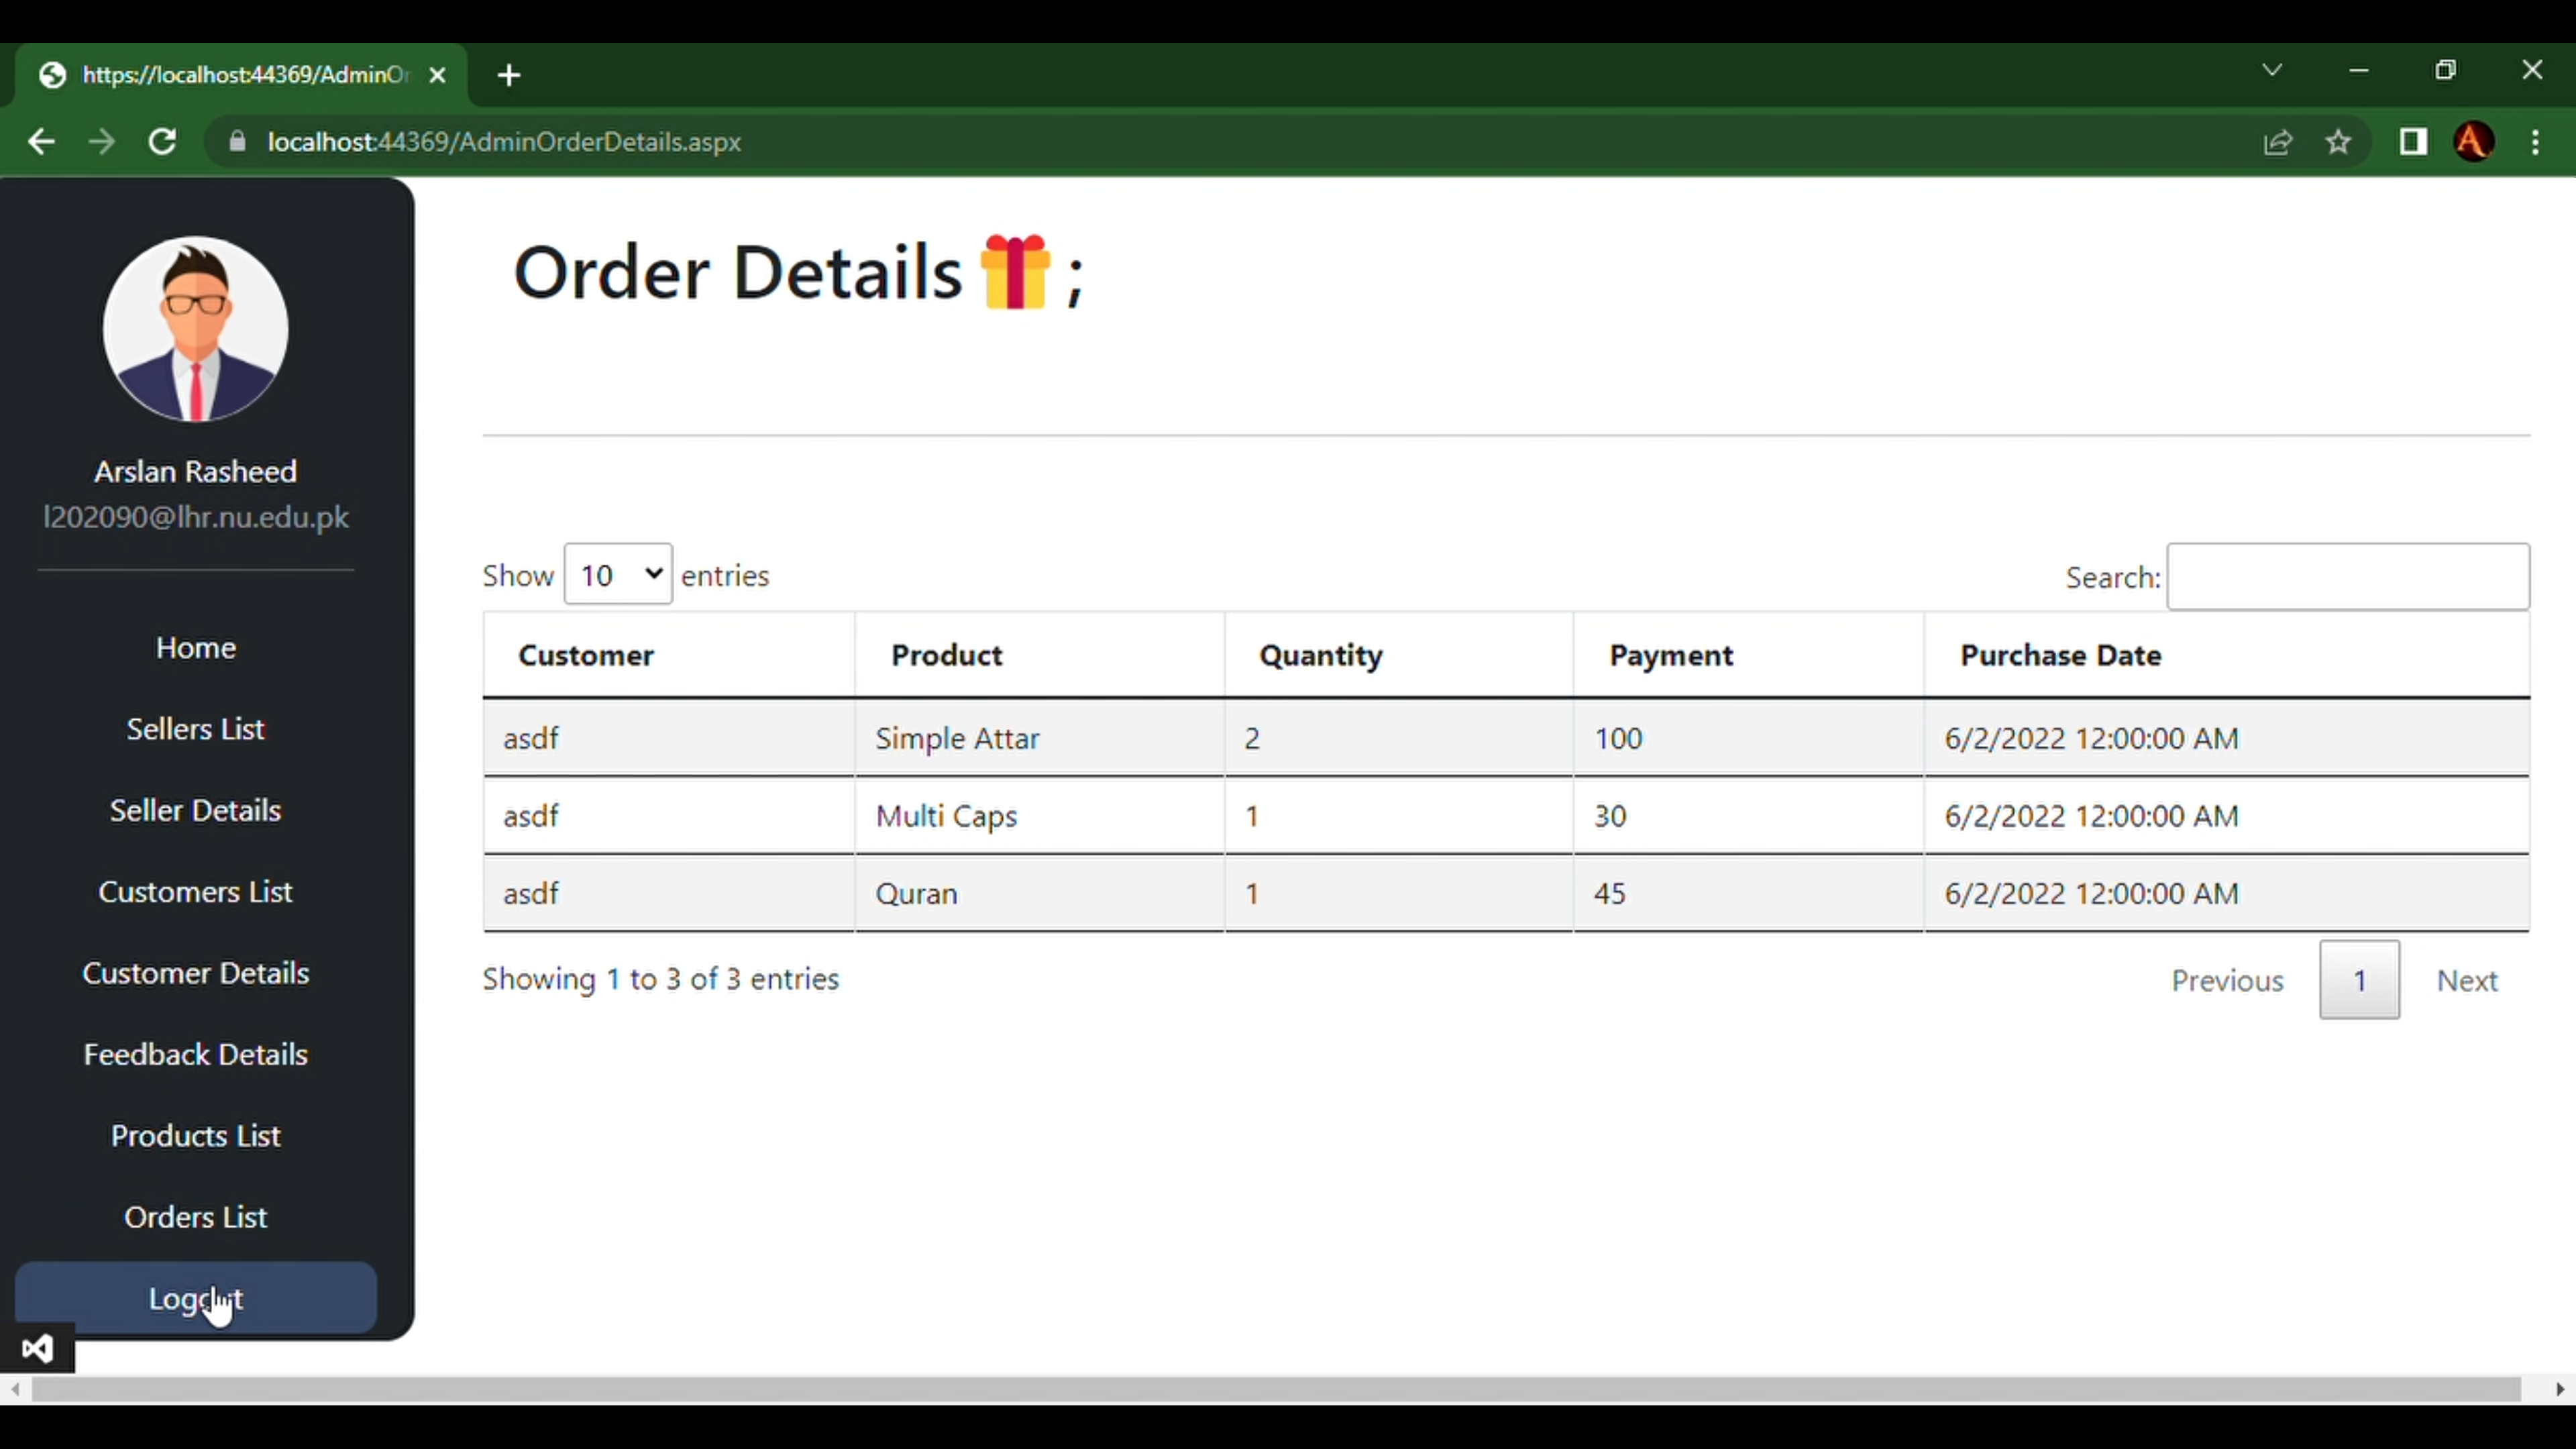 https://localhost:44369/AdminOr
localhost:44369/AdminOrderDetails.aspx
Arslan Rasheed
l202090@lhr.nu.edu.pk
Home
Sellers List
Seller Details
Customers List
Customer Details
Feedback Details
Products List
Orders List
Logout
Order Details 🎁;
Show 10 entries
Search:
Customer Product Quantity Payment Purchase Date
asdf Simple Attar 2 100 6/2/2022 12:00:00 AM
asdf Multi Caps 1 30 6/2/2022 12:00:00 AM
asdf Quran 1 45 6/2/2022 12:00:00 AM
Showing 1 to 3 of 3 entries
Previous 1 Next